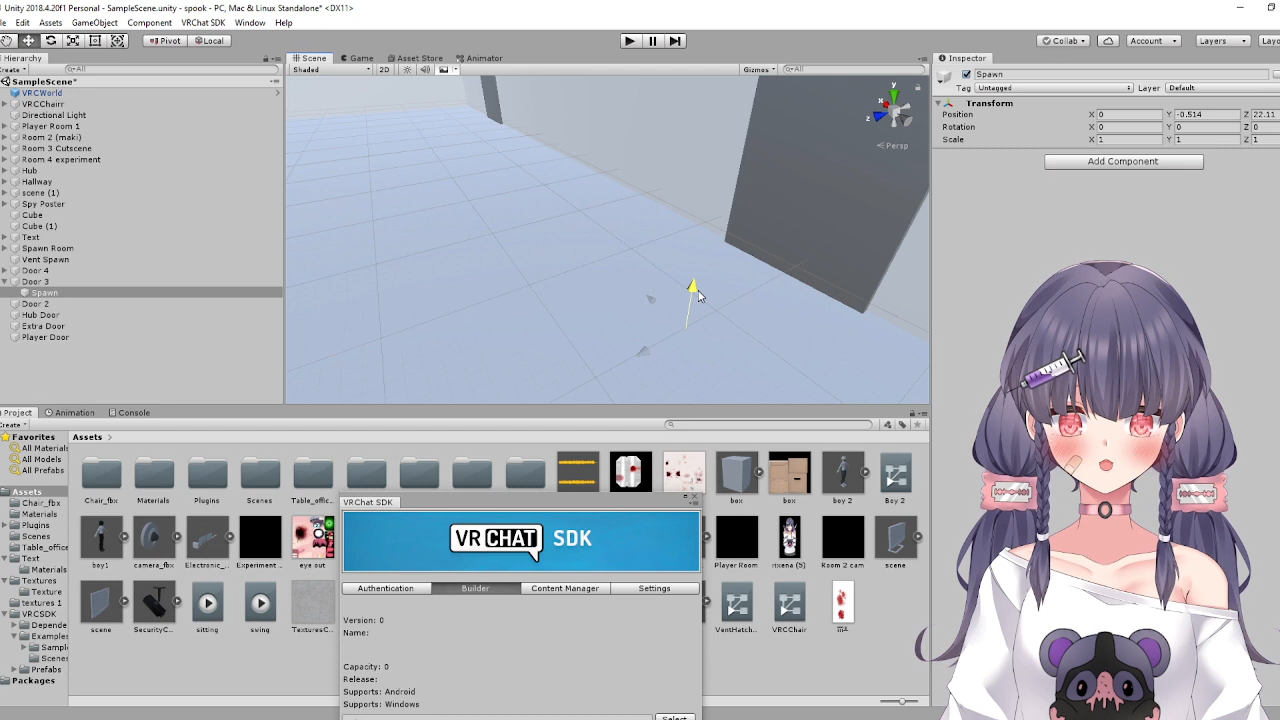 Unity 2018.4.20f1 Personal - SampleScene.unity - spook - PC, Mac & Linux Standalone* <DX11>
Edit Assets GameObject Component VRChat SDK Window Help
Pivot Local Collab Account Layers
Hierarchy
All
SampleScene*
VRCWorld
VRCChairr
Directional Light
Player Room 1
Room 2 (maki)
Room 3 Cutscene
Room 4 experiment
Hub
Hallway
scene (1)
Spy Poster
Cube
Cube (1)
Text
Spawn Room
Vent Spawn
Door 4
Door 3
Spawn
Door 2
Hub Door
Extra Door
Player Door
Scene Game Asset Store Animator
Shaded 2D Gizmos All
y
x
z
Persp
Inspector
Spawn
Tag Untagged Layer Default
Transform
Position X 0 Y -0.514 Z 22.11
Rotation X 0 Y 0 Z 0
Scale X 1 Y 1 Z 1
Add Component
Project Animation Console
Favorites
All Materials
All Models
All Prefabs
Assets
Chair_fbx
Materials
Plugins
Scenes
Table_office
Text
Materials
Textures
Texture
textures 1
VRCSDK
Depende
Examples
Sampl
Scenes
Prefabs
Packages
Assets
Chair_fbx Materials Plugins Scenes Table_offic... box box boy 2 Boy 2
boy1 camera_fbx Electronic_... Experiment ... eye out Player Room rixena (5) Room 2 cam scene
scene SecurityC... sitting swing TexturesC... VentHatch... VRCChair
VRChat SDK
VRCHAT SDK
Authentication Builder Content Manager Settings
Version: 0
Name:
Capacity: 0
Release:
Supports: Android
Supports: Windows
Select